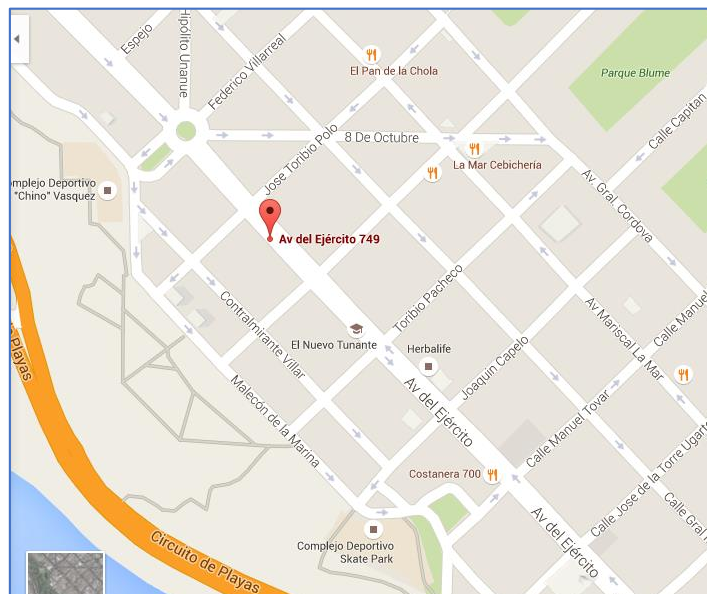 Espejo
Hipólito Unanue
Federico Villarreal
El Pan de la Chola
Parque Blume
Calle Capitan
8 De Octubre
Jose Toribio Polo
La Mar Cebichería
omplejo Deportivo
"Chino" Vasquez
Av. Gral. Cordova
Av del Ejército 749
Toribio Pacheco
Contralmirante Villar
El Nuevo Tunante
Herbalife
Av Mariscal La Mar
Calle Manuel
Joaquin Capelo
Playas
Malecón de la Marina
Av del Ejército
Calle Manuel Tovar
Costanera 700
Calle Jose de la Torre Ugarte
Calle Gral
Av del Ejército
Circuito de Playas
Complejo Deportivo
Skate Park